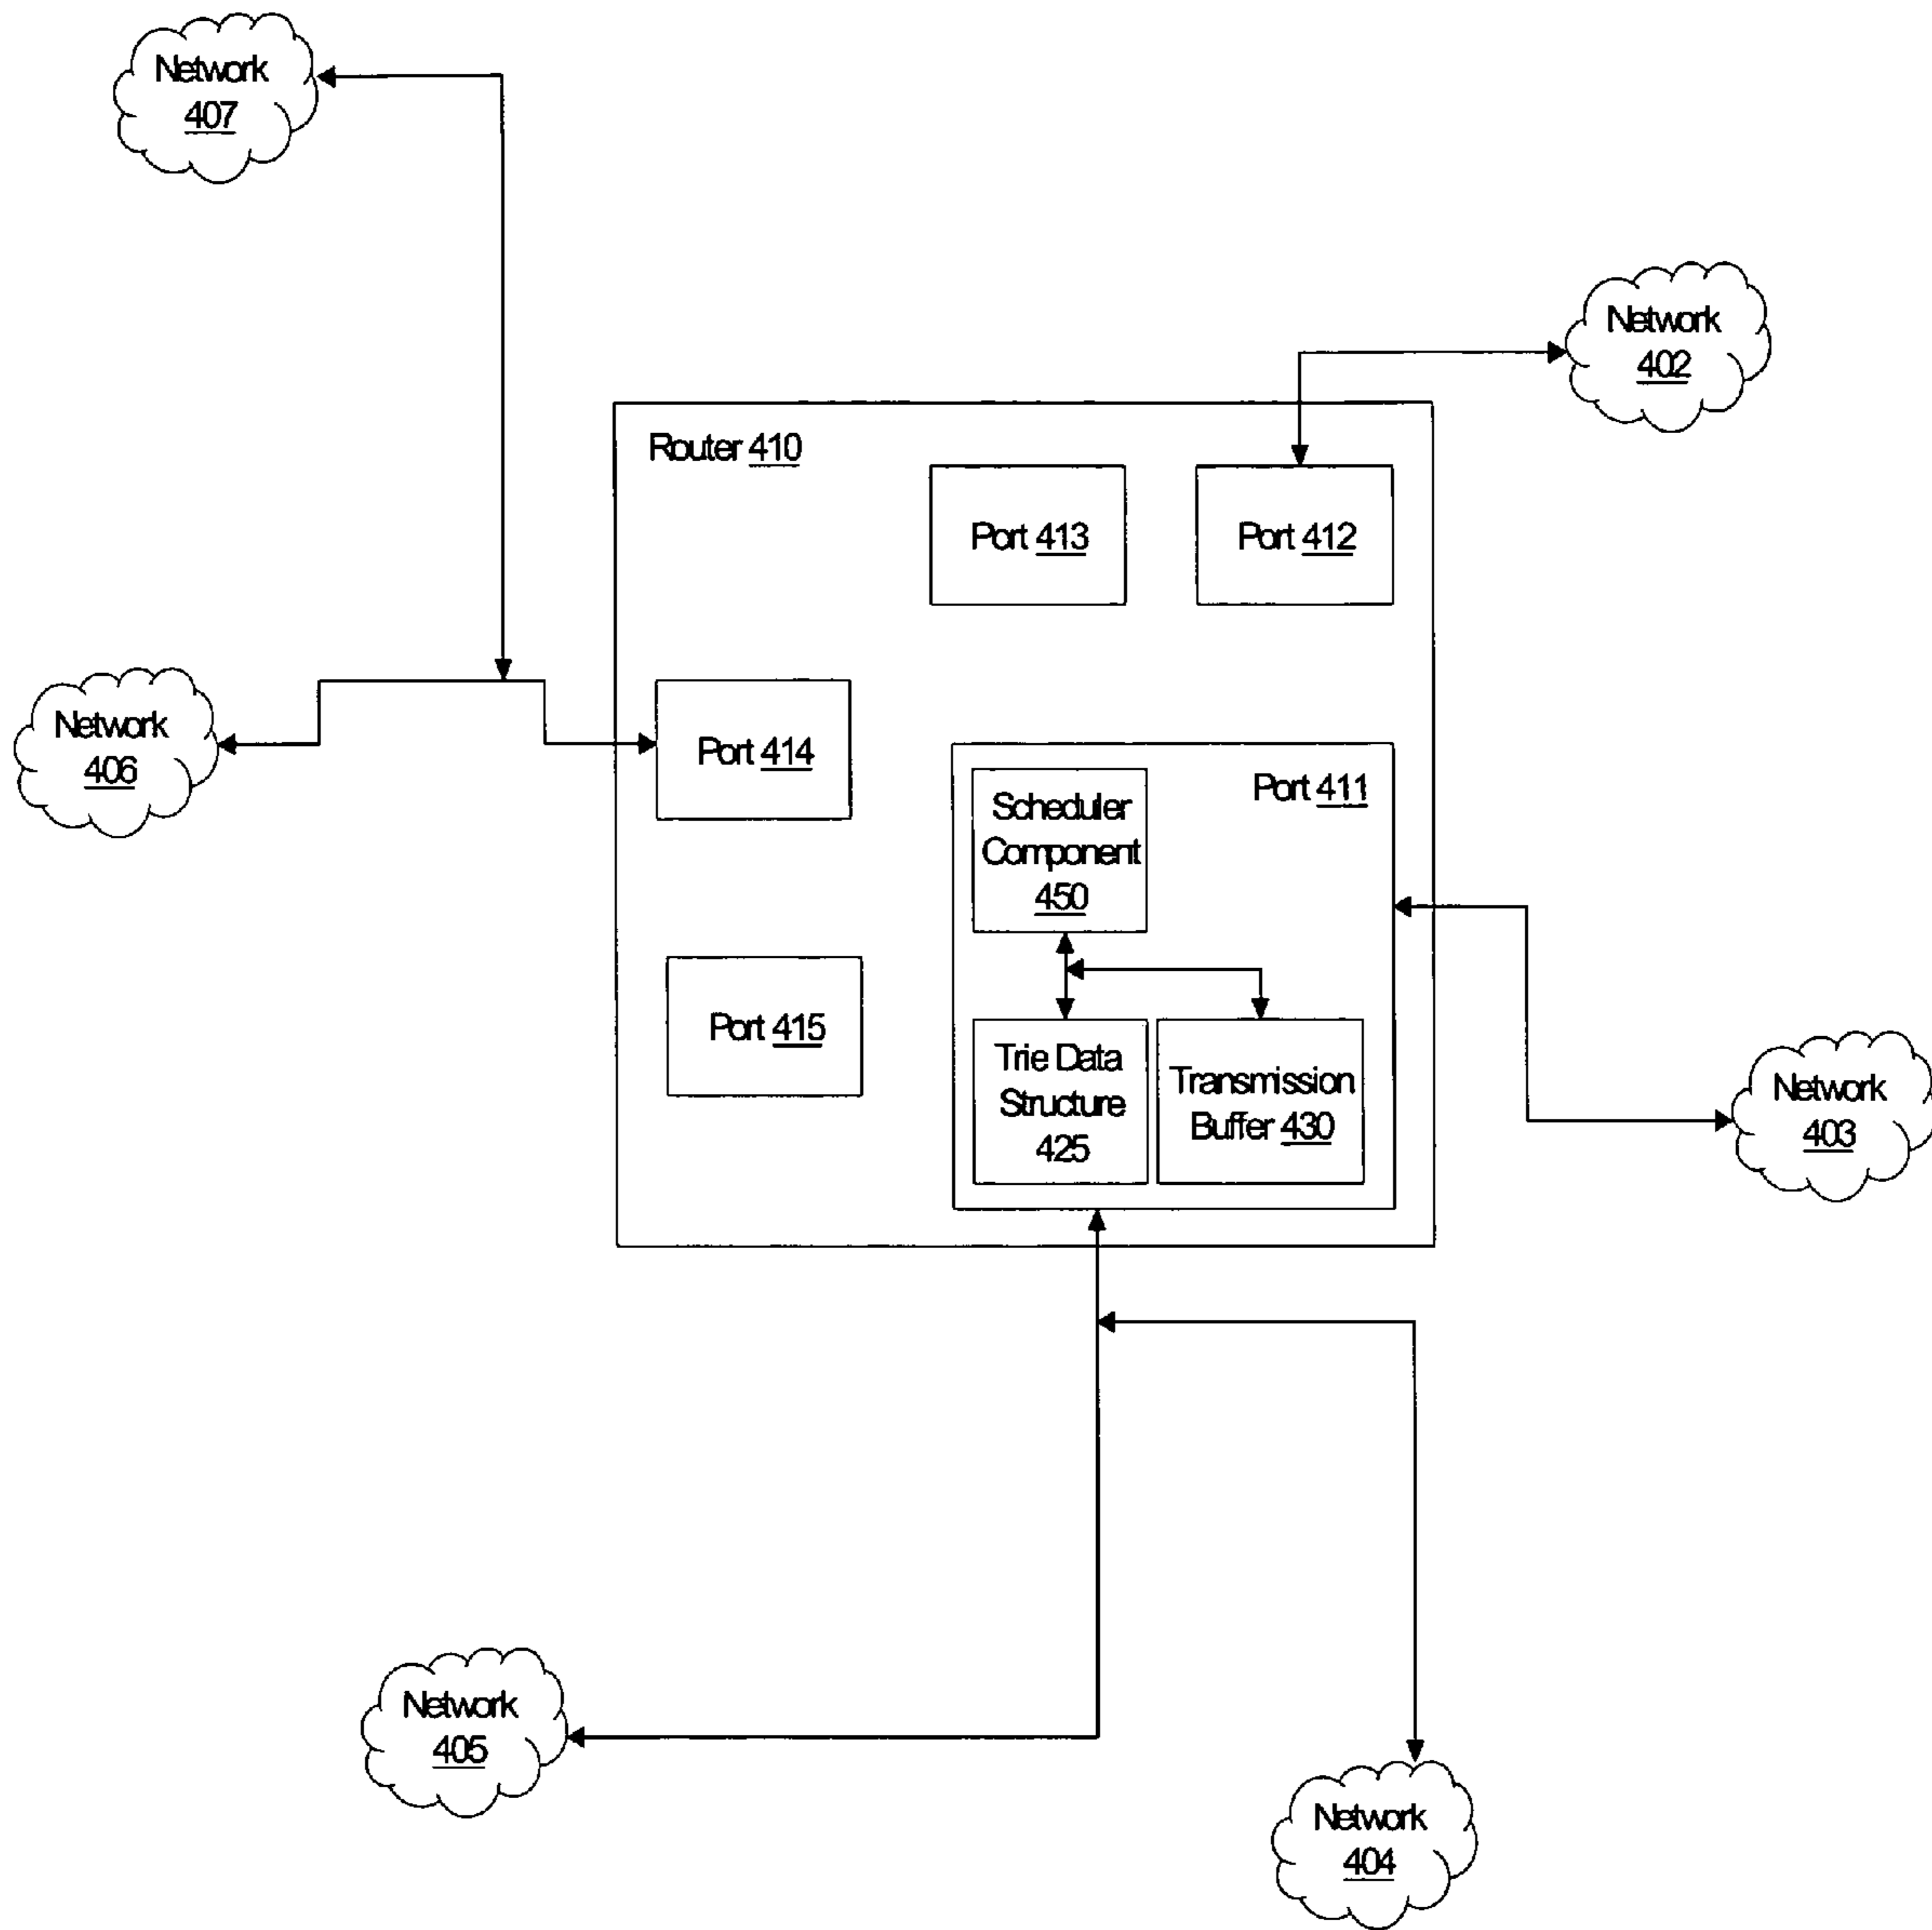 Network
407
Network
402
Router 410
Port 413
Port 412
Network
406
Port 414
Port 411
Scheduler
Component
450
Port 415
Trie Data
Structure
425
Transmission
Buffer 430
Network
403
Network
405
Network
404